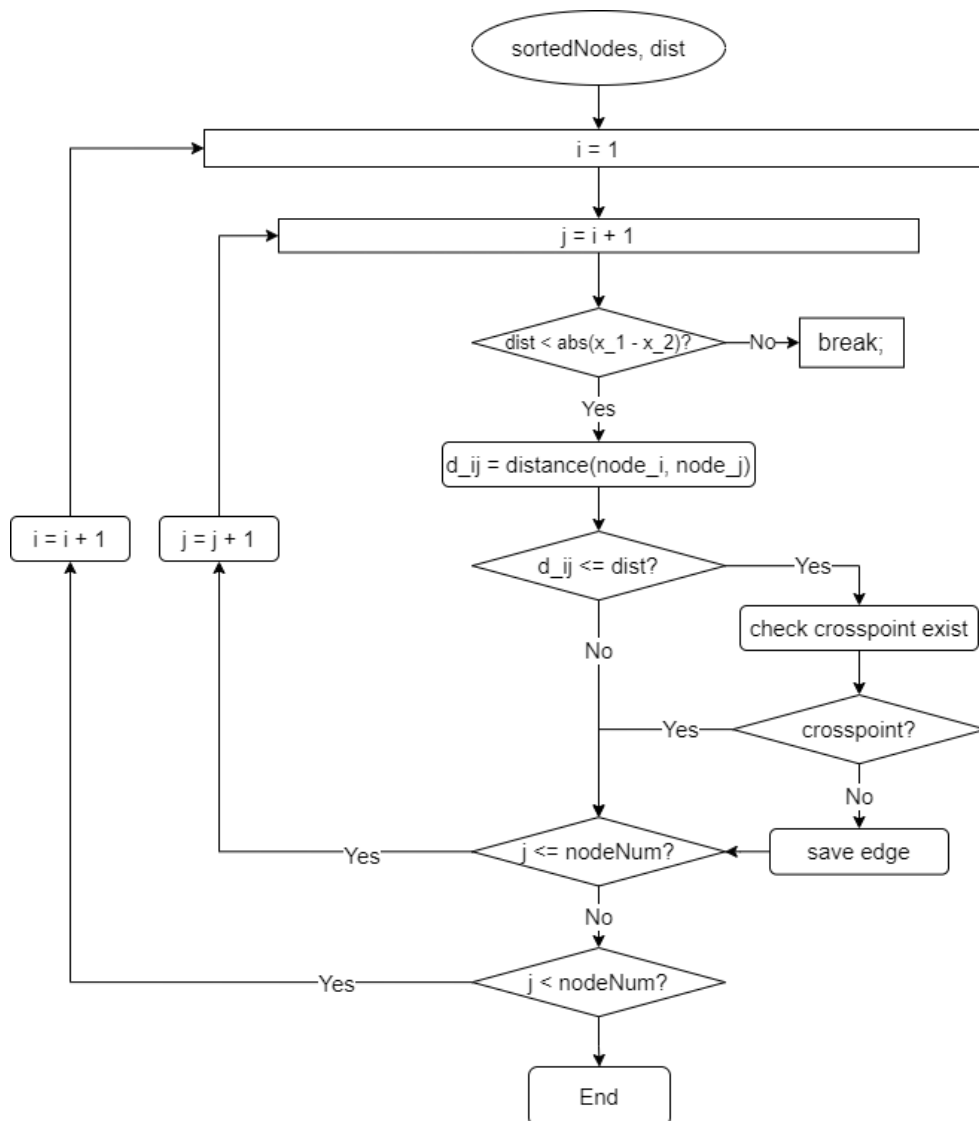 sortedNodes, dist
i = 1
j = i + 1
dist < abs(x_1 - x_2)?
No
break;
Yes
d_ij = distance(node_i, node_j)
i = i + 1
j = j + 1
d_ij <= dist?
Yes
check crosspoint exist
No
Yes
crosspoint?
No
Yes
j <= nodeNum?
save edge
No
Yes
j < nodeNum?
End